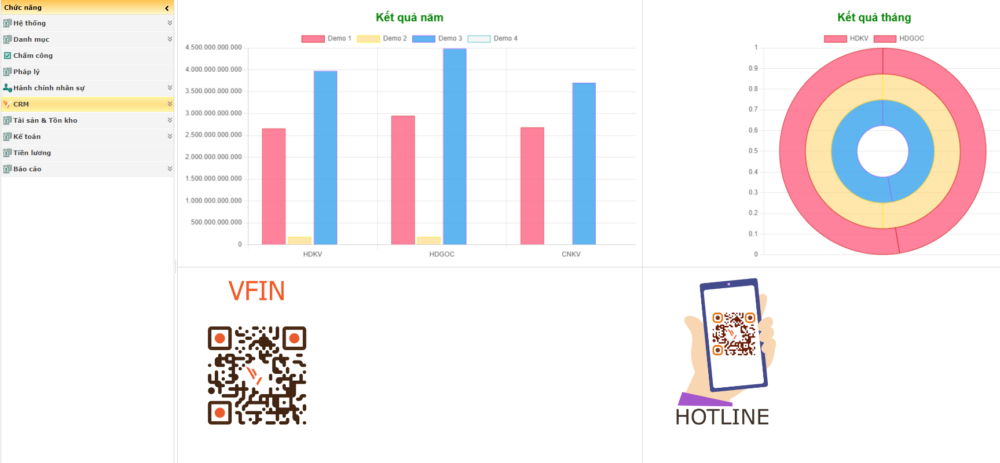 Chức năng
Hệ thống
Danh mục
Chấm công
Pháp lý
Hành chính nhân sự
CRM
Tài sản & Tồn kho
Kế toán
Tiền lương
Báo cáo
Kết quả năm
Demo 1 Demo 2 Demo 3 Demo 4
4.500.000.000.000
4.000.000.000.000
3.500.000.000.000
3.000.000.000.000
2.500.000.000.000
2.000.000.000.000
1.500.000.000.000
1.000.000.000.000
500.000.000.000
0
HDKV HDGOC CNKV
Kết quả tháng
HDKV HDGOC
1
0.9
0.8
0.7
0.6
0.5
0.4
0.3
0.2
0.1
0
VFIN
HOTLINE